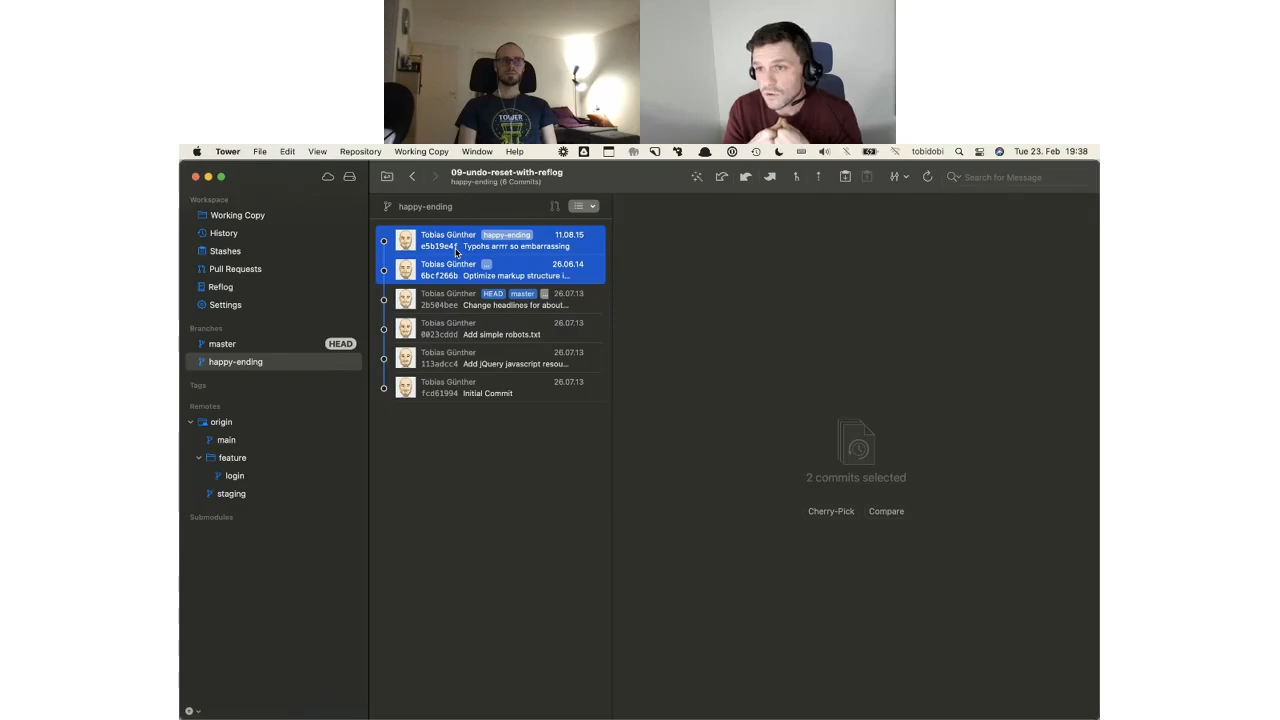 TOWER
Tower File Edit View Repository Working Copy Window Help tobidobi Tue 23. Feb 19:38
09-undo-reset-with-reflog
happy-ending (6 Commits)
Search for Message
Workspace
Working Copy
History
Stashes
Pull Requests
Reflog
Settings
Branches
master HEAD
happy-ending
Tags
Remotes
origin
main
feature
login
staging
Submodules
happy-ending
Tobias Günther happy-ending 11.08.15
e5b19e4f Typohs arrr so embarrassing
Tobias Günther ... 26.06.14
6bcf266b Optimize markup structure i...
Tobias Günther HEAD master ... 26.07.13
2b504bee Change headlines for about...
Tobias Günther 26.07.13
0023cddd Add simple robots.txt
Tobias Günther 26.07.13
113adcc4 Add jQuery javascript resou...
Tobias Günther 26.07.13
fcd61994 Initial Commit
2 commits selected
Cherry-Pick Compare